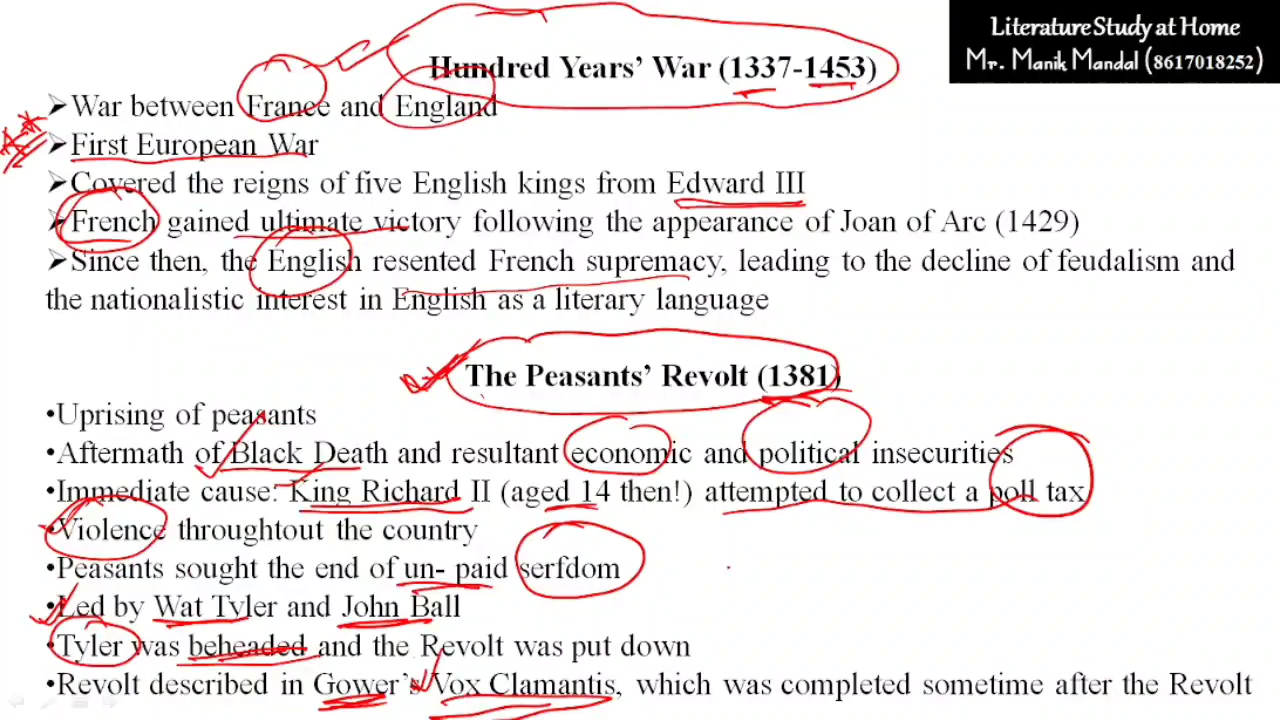 Literature Study at Home
Mr. Manik Mandal (8617018252)
Hundred Years' War (1337-1453)
➢War between France and England
➢First European War
➢Covered the reigns of five English kings from Edward III
➢French gained ultimate victory following the appearance of Joan of Arc (1429)
➢Since then, the English resented French supremacy, leading to the decline of feudalism and
the nationalistic interest in English as a literary language
The Peasants' Revolt (1381)
•Uprising of peasants
•Aftermath of Black Death and resultant economic and political insecurities
•Immediate cause: King Richard II (aged 14 then!) attempted to collect a poll tax
•Violence throughtout the country
•Peasants sought the end of un- paid serfdom
•Led by Wat Tyler and John Ball
•Tyler was beheaded and the Revolt was put down
•Revolt described in Gower's Vox Clamantis, which was completed sometime after the Revolt